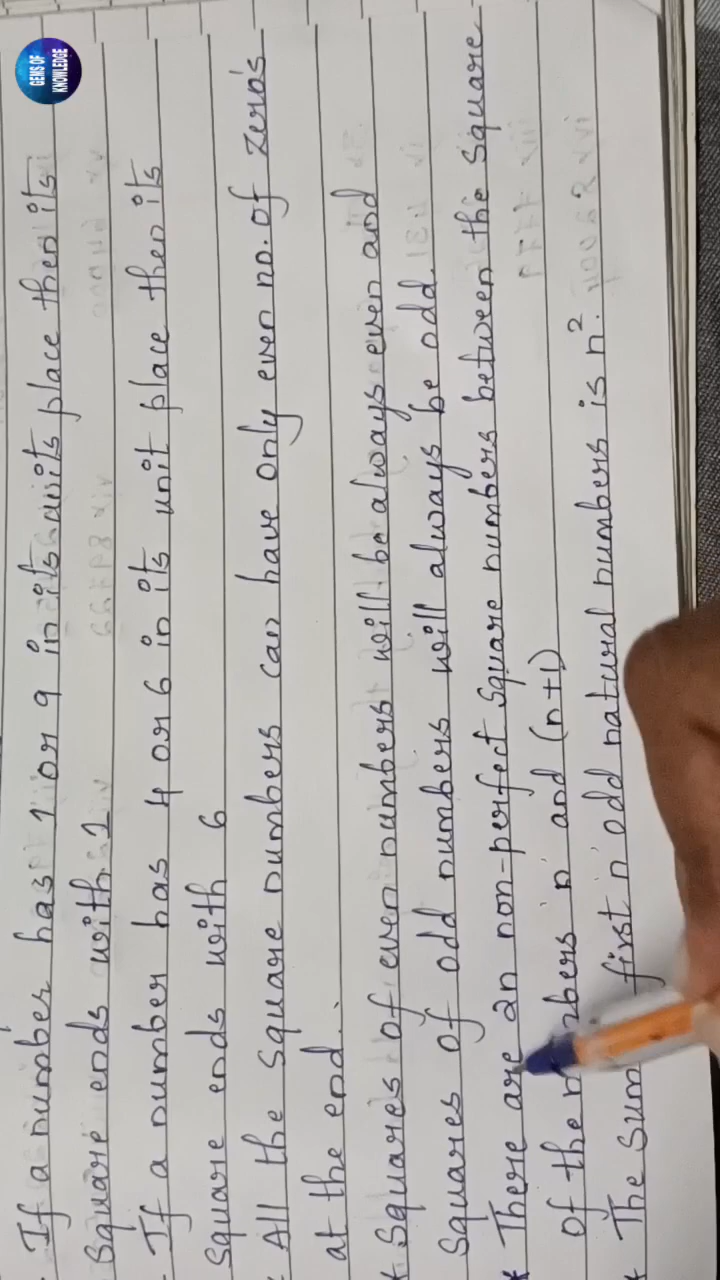 GEMS OF
KNOWLEDGE
If a number has 1 or 9 in its units place then its
Square ends with 1
If a number has 4 or 6 in its unit place then its
Square ends with 6
All the square numbers can have only even no. of zero's
at the end.
* Squares of even numbers will be always even and
Squares of odd numbers will always be odd.
* There are 2n non-perfect square numbers between the square
of the numbers 'n' and (n+1)
* The sum first 'n' odd natural numbers is n².